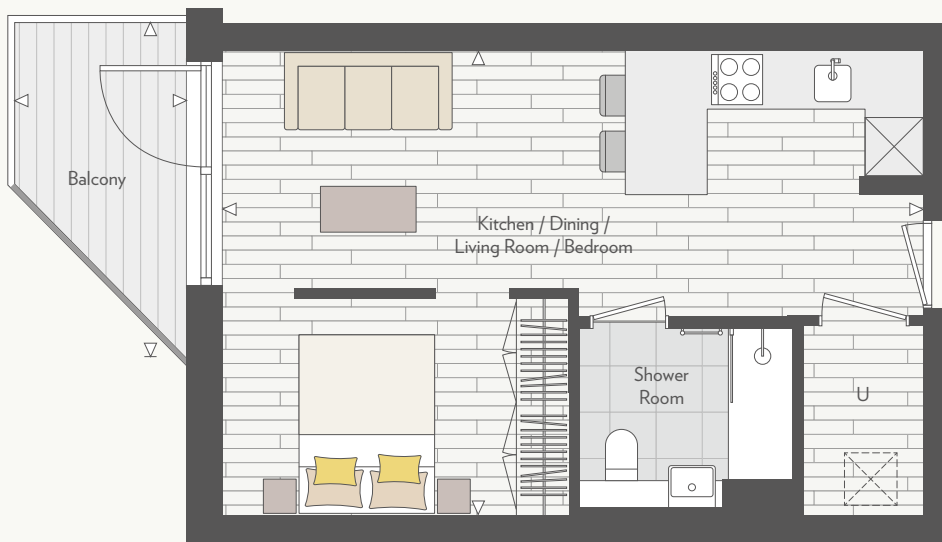 Balcony
Kitchen / Dining /
Living Room / Bedroom
Shower
Room
U